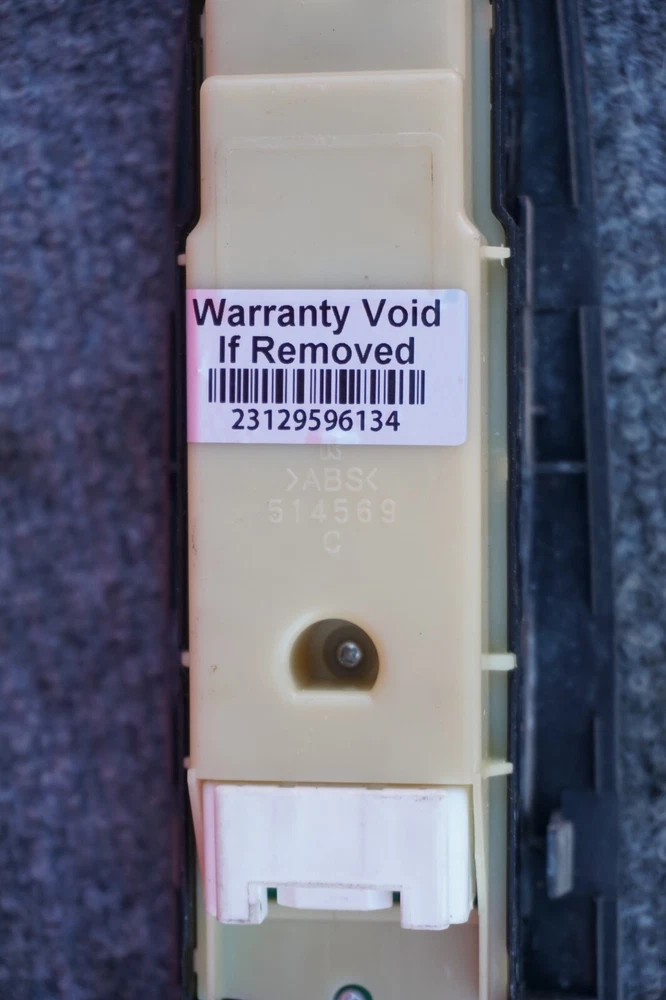 Warranty Void
If Removed
23129596134
>ABS<
514569
C